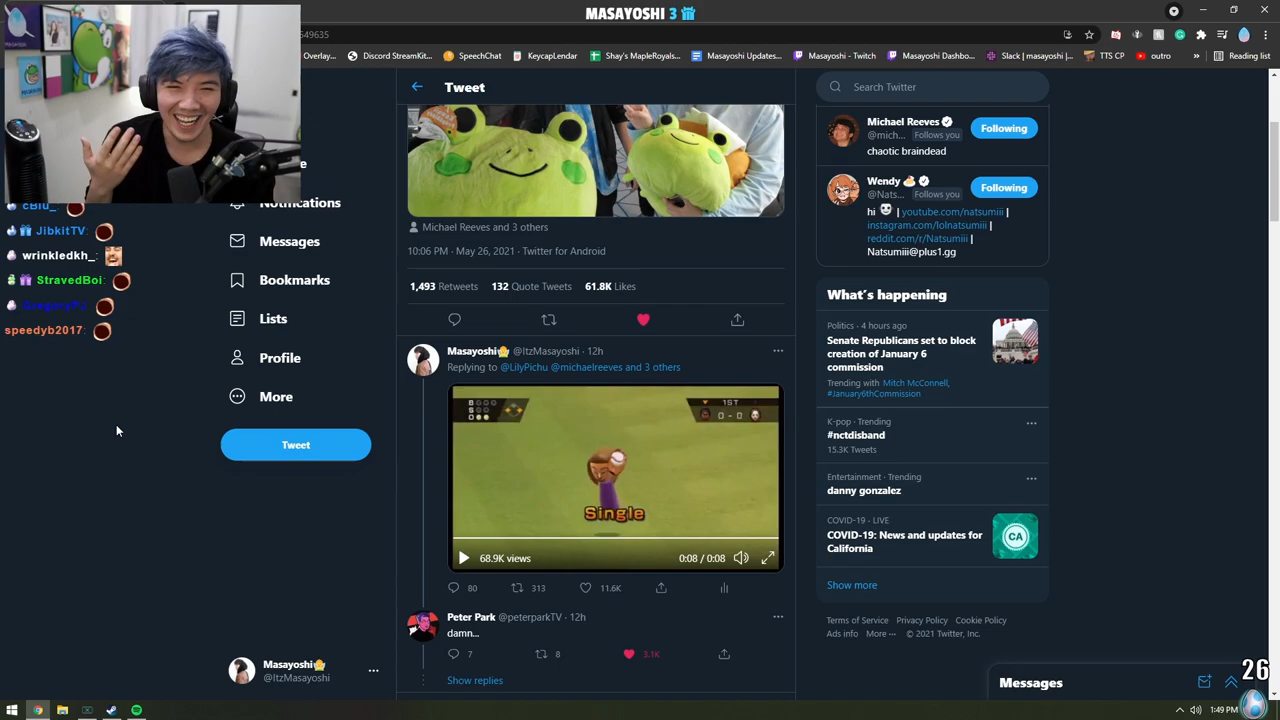 MASAYOSHI 3
549635
Overlay...
Discord StreamKit...
SpeechChat
KeycapLendar
Shay's MapleRoyals...
Masayoshi Updates...
Masayoshi - Twitch
Masayoshi Dashbo...
Slack | masayoshi |...
TTS CP
outro
»
Reading list
Tweet
Search Twitter
Michael Reeves
@mich... Follows you
Following
chaotic braindead
Wendy
@Nats... Follows you
Following
hi | youtube.com/natsumiii |
instagram.com/lolnatsumiii |
reddit.com/r/Natsumiii |
Natsumiii@plus1.gg
cBlu_:
JibkitTV:
wrinkledkh_:
StravedBoi:
speedyb2017:
Notifications
Messages
Bookmarks
Lists
Profile
More
Tweet
Masayoshi
@ItzMasayoshi
Michael Reeves and 3 others
10:06 PM · May 26, 2021 · Twitter for Android
1,493 Retweets 132 Quote Tweets 61.8K Likes
Masayoshi @ItzMasayoshi · 12h
Replying to @LilyPichu @michaelreeves and 3 others
B
S
O
1ST
0 - 0
Single
68.9K views
0:08 / 0:08
80 313 11.6K
Peter Park @peterparkTV · 12h
damn...
7 8 3.1K
Show replies
What's happening
Politics · 4 hours ago
Senate Republicans set to block
creation of January 6
commission
Trending with Mitch McConnell,
#January6thCommission
K-pop · Trending
#nctdisband
15.3K Tweets
Entertainment · Trending
danny gonzalez
COVID-19 · LIVE
COVID-19: News and updates for
California
CA
Show more
Terms of Service Privacy Policy Cookie Policy
Ads info More ··· © 2021 Twitter, Inc.
Messages
26
1:49 PM